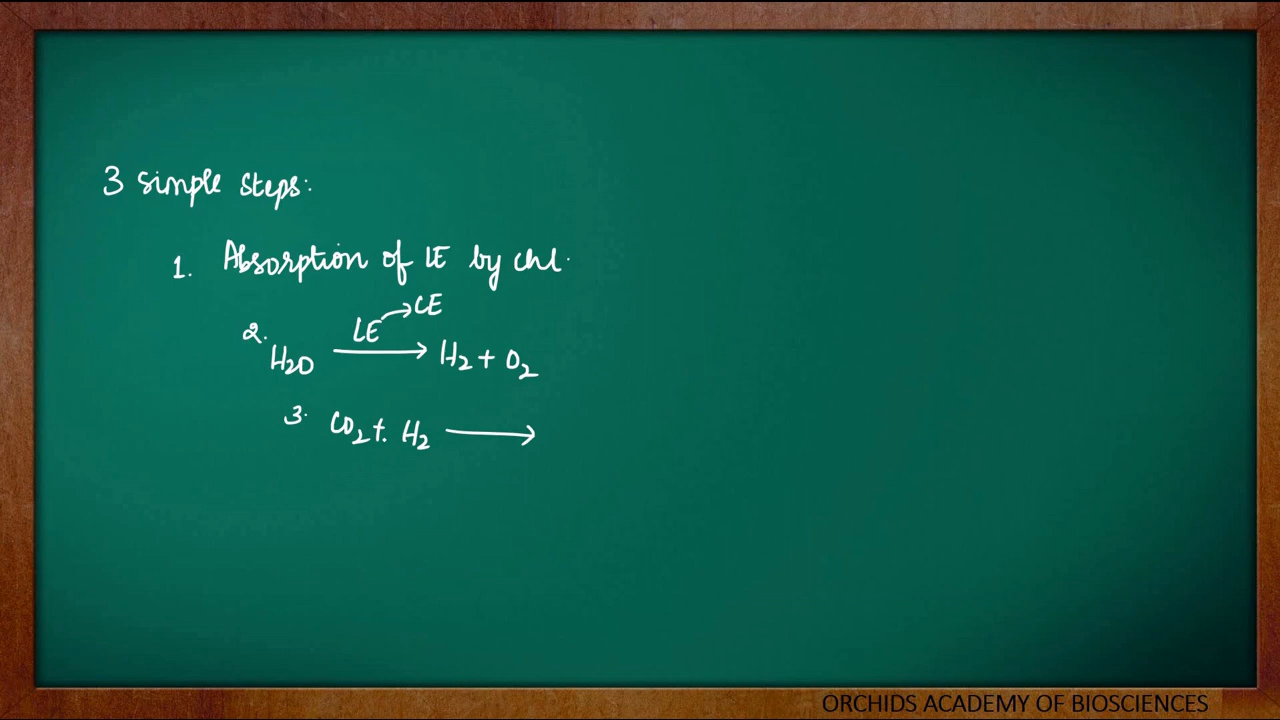 3 simple steps:
1. Absorption of LE by chl.
2. H2O LE → CE → H2 + O2
3. CO2 +. H2 →
ORCHIDS ACADEMY OF BIOSCIENCES